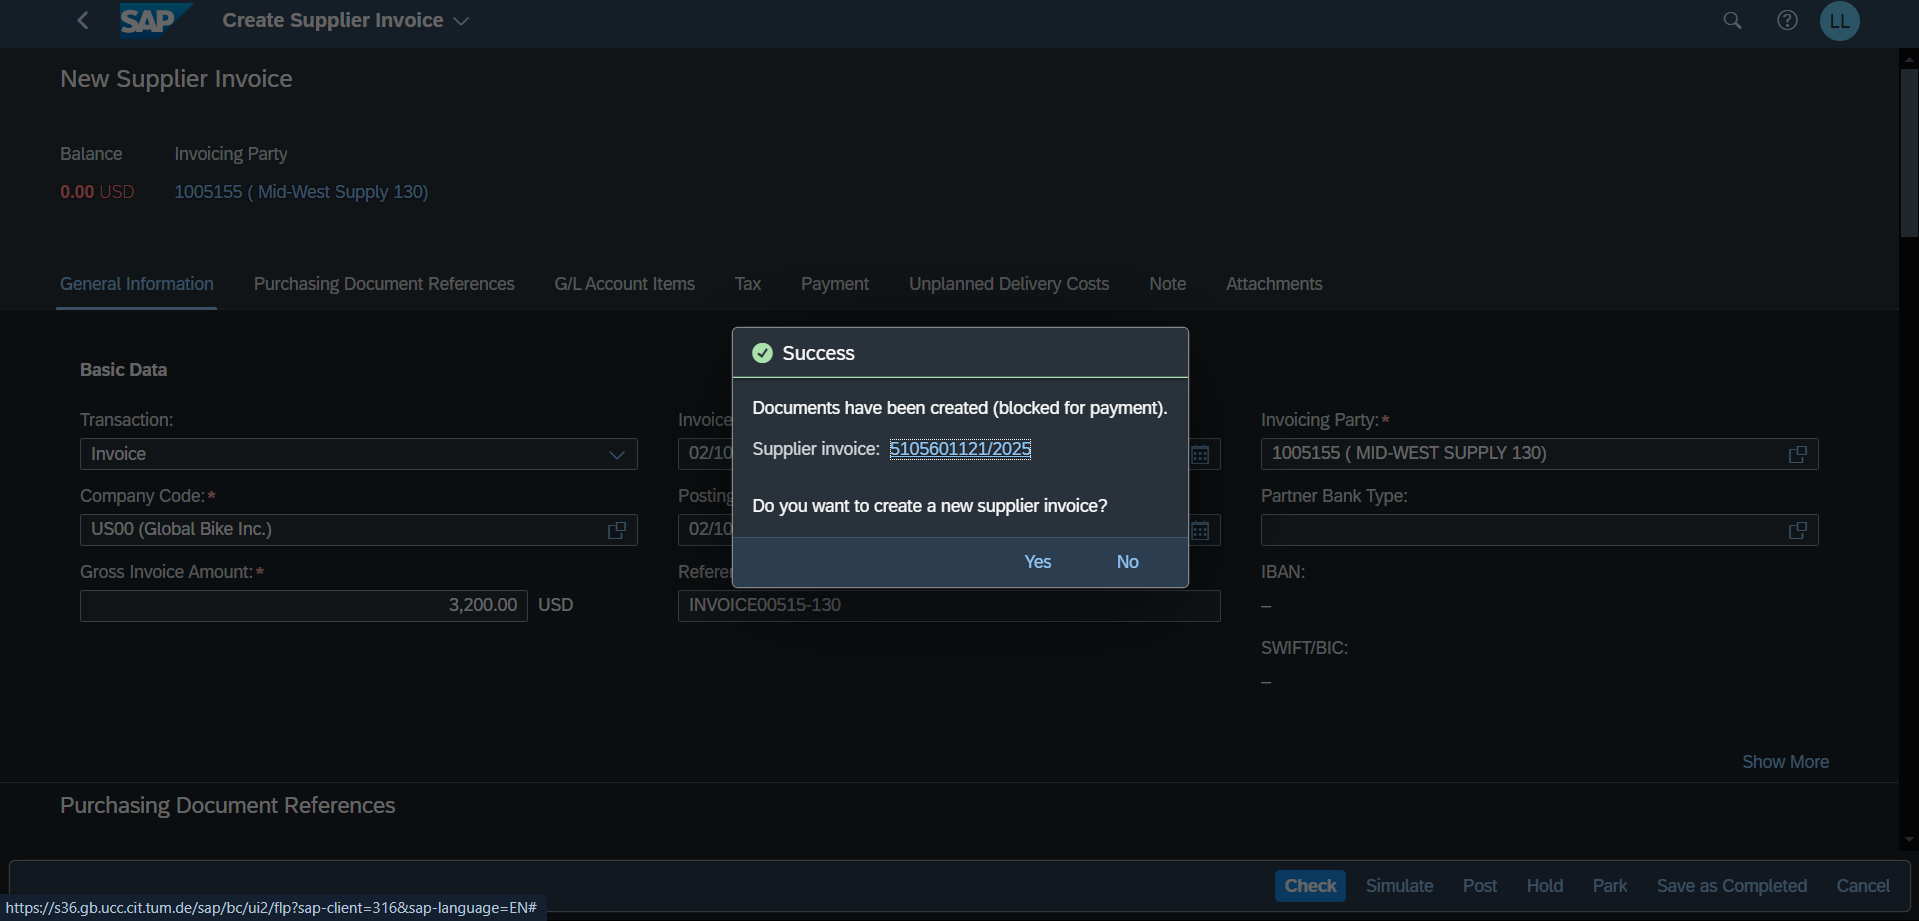 SAP Create Supplier Invoice LL
New Supplier Invoice
Balance Invoicing Party
0.00 USD 1005155 ( Mid-West Supply 130)
General Information Purchasing Document References G/L Account Items Tax Payment Unplanned Delivery Costs Note Attachments
Success
Documents have been created (blocked for payment).
Supplier invoice: 5105601121/2025
Do you want to create a new supplier invoice?
Yes No
Basic Data
Transaction:
Invoice
Company Code:*
US00 (Global Bike Inc.)
Gross Invoice Amount:*
3,200.00 USD
Invoice
02/10
Posting
02/10
INVOICE00515-130
Invoicing Party:*
1005155 ( MID-WEST SUPPLY 130)
Partner Bank Type:
IBAN:
–
SWIFT/BIC:
–
Show More
Purchasing Document References
Check Simulate Post Hold Park Save as Completed Cancel
https://s36.gb.ucc.cit.tum.de/sap/bc/ui2/flp?sap-client=316&sap-language=EN#